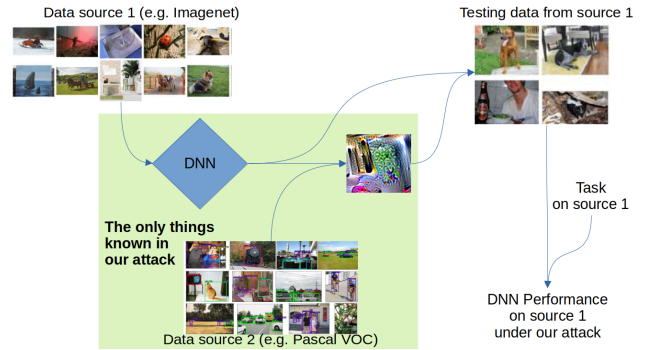 Data source 1 (e.g. Imagenet)
Testing data from source 1
DNN
The only things
known in
our attack
Task
on source 1
Data source 2 (e.g. Pascal VOC)
DNN Performance
on source 1
under our attack